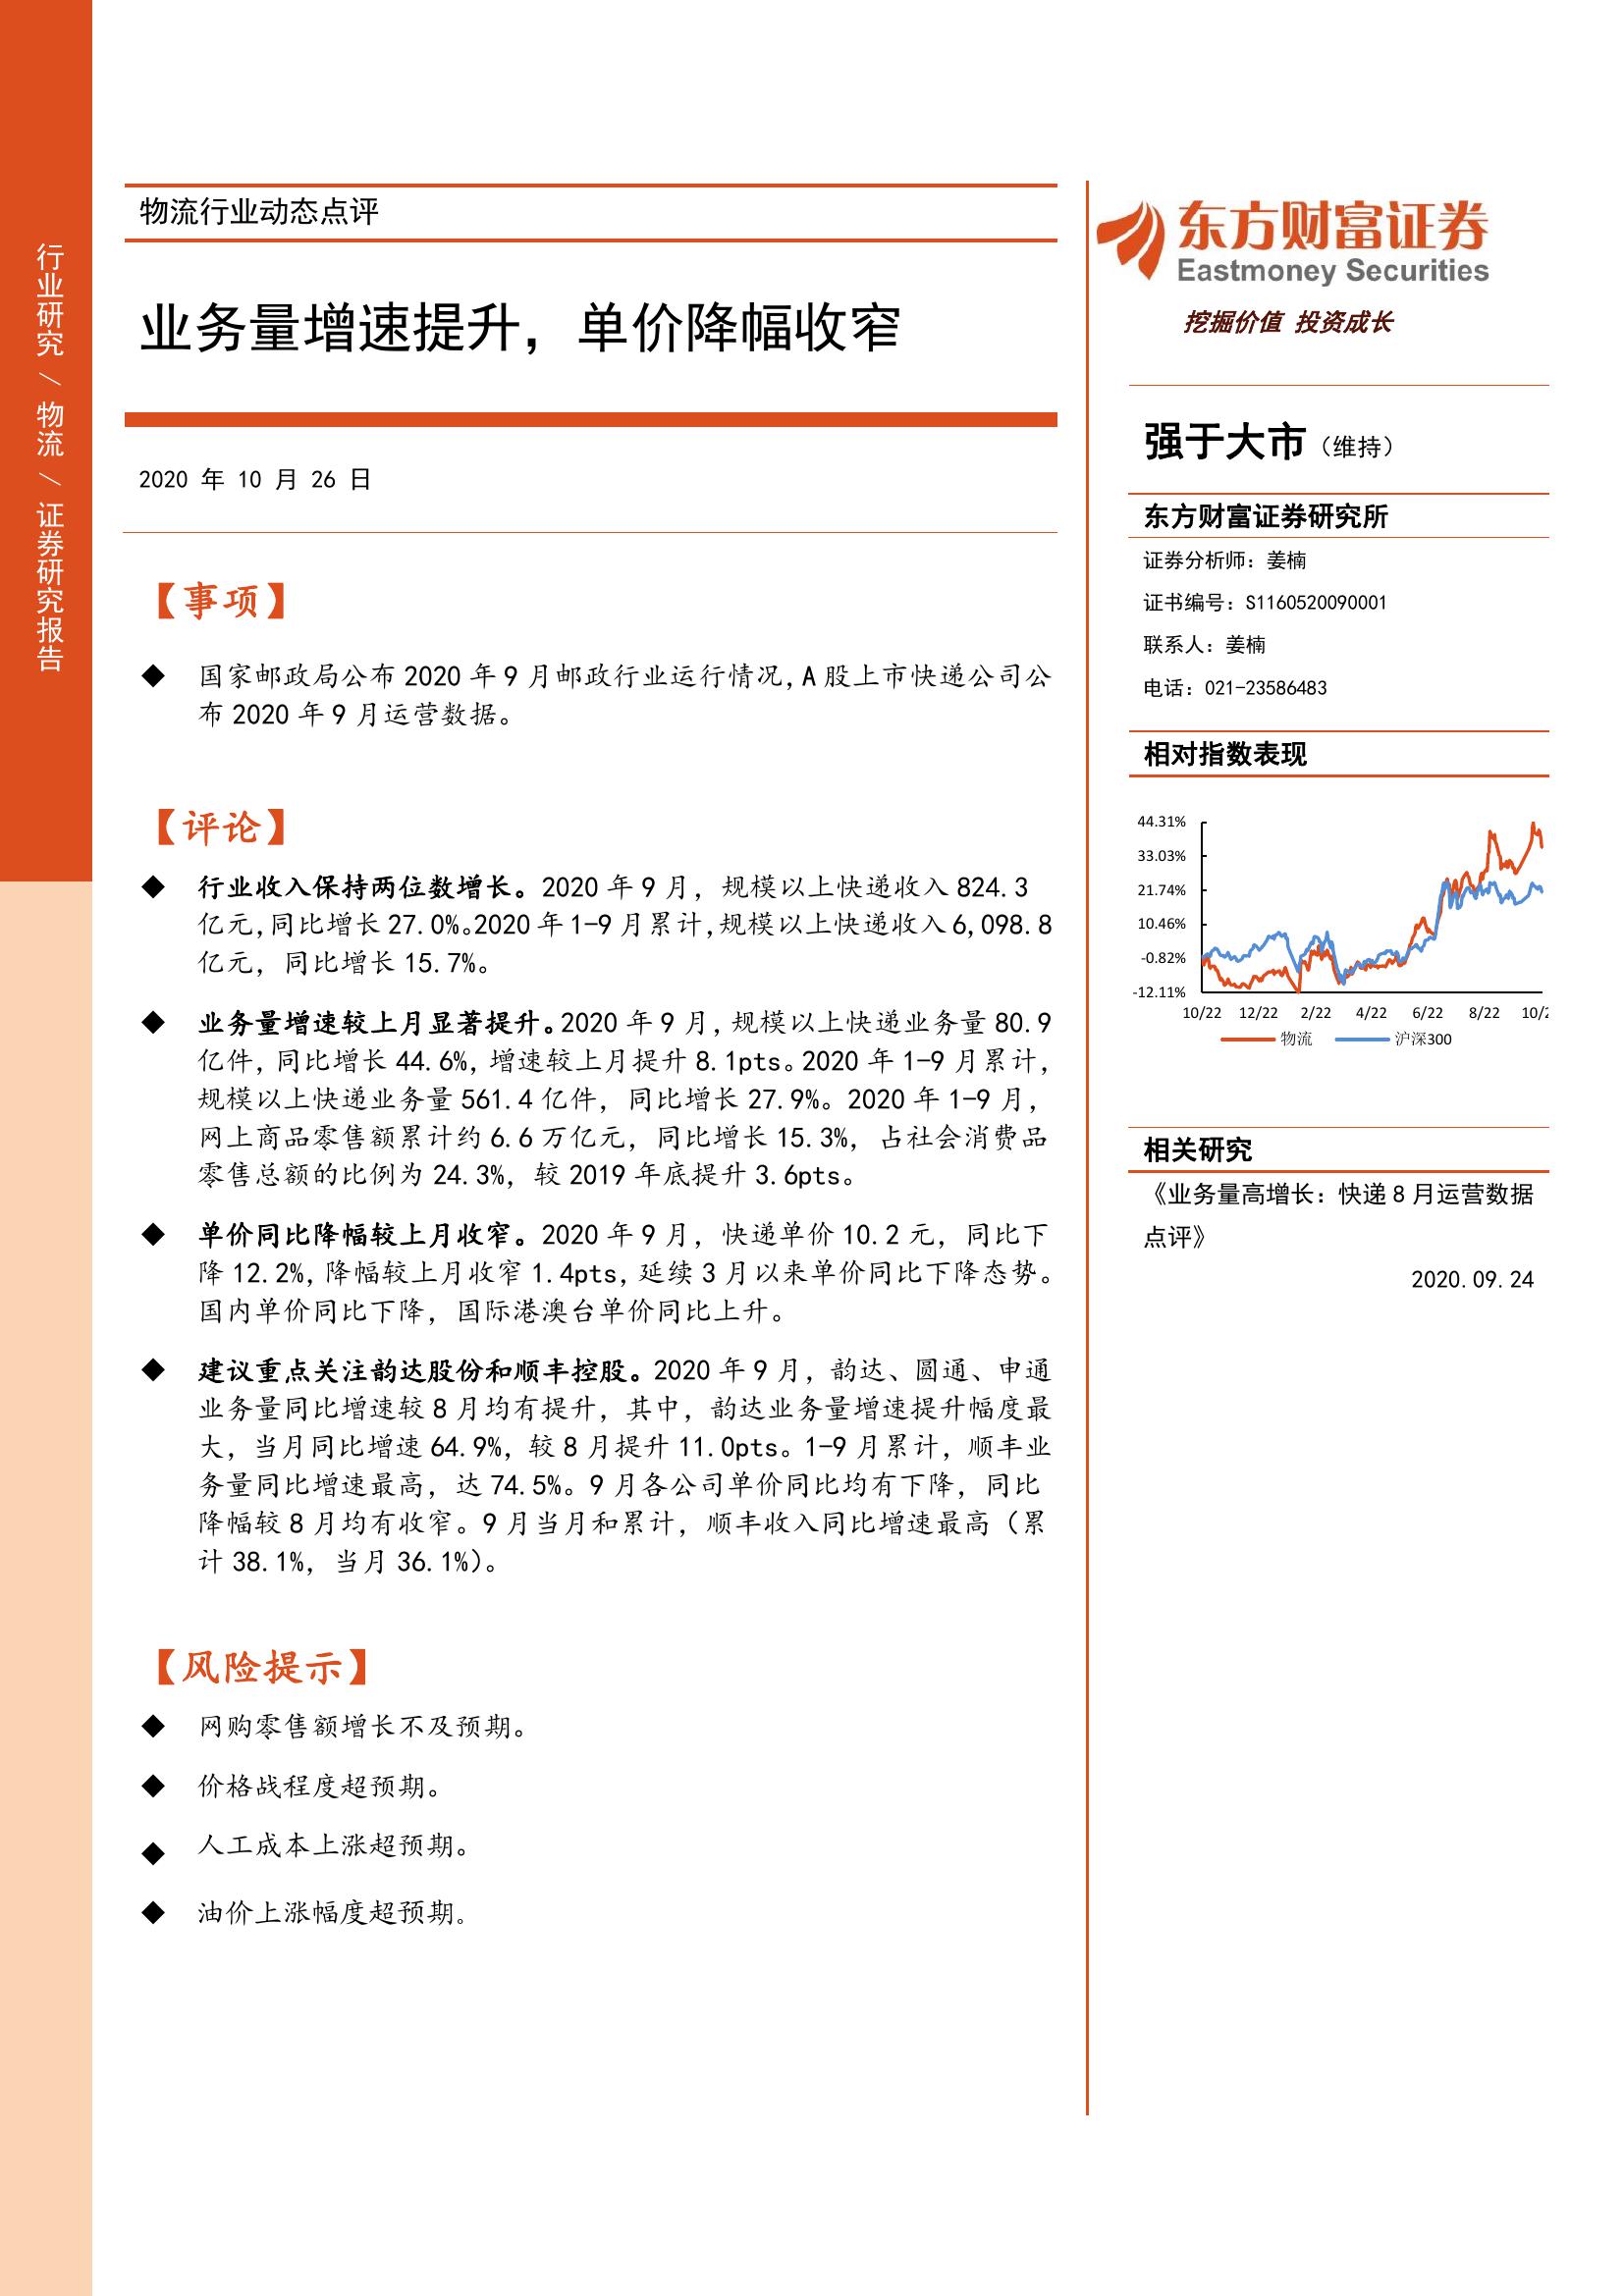 行业研究／物流／证券研究报告
物流行业动态点评
业务量增速提升，单价降幅收窄
2020 年 10 月 26 日
【事项】
◆ 国家邮政局公布 2020 年 9 月邮政行业运行情况，A 股上市快递公司公
布 2020 年 9 月运营数据。
【评论】
◆ 行业收入保持两位数增长。2020 年 9 月，规模以上快递收入 824.3
亿元，同比增长 27.0%。2020 年 1-9 月累计，规模以上快递收入 6,098.8
亿元，同比增长 15.7%。
◆ 业务量增速较上月显著提升。2020 年 9 月，规模以上快递业务量 80.9
亿件，同比增长 44.6%，增速较上月提升 8.1pts。2020 年 1-9 月累计，
规模以上快递业务量 561.4 亿件，同比增长 27.9%。2020 年 1-9 月，
网上商品零售额累计约 6.6 万亿元，同比增长 15.3%，占社会消费品
零售总额的比例为 24.3%，较 2019 年底提升 3.6pts。
◆ 单价同比降幅较上月收窄。2020 年 9 月，快递单价 10.2 元，同比下
降 12.2%，降幅较上月收窄 1.4pts，延续 3 月以来单价同比下降态势。
国内单价同比下降，国际港澳台单价同比上升。
◆ 建议重点关注韵达股份和顺丰控股。2020 年 9 月，韵达、圆通、申通
业务量同比增速较 8 月均有提升，其中，韵达业务量增速提升幅度最
大，当月同比增速 64.9%，较 8 月提升 11.0pts。1-9 月累计，顺丰业
务量同比增速最高，达 74.5%。9 月各公司单价同比均有下降，同比
降幅较 8 月均有收窄。9 月当月和累计，顺丰收入同比增速最高（累
计 38.1%，当月 36.1%）。
【风险提示】
◆ 网购零售额增长不及预期。
◆ 价格战程度超预期。
◆ 人工成本上涨超预期。
◆ 油价上涨幅度超预期。
东方财富证券
Eastmoney Securities
挖掘价值 投资成长
强于大市（维持）
东方财富证券研究所
证券分析师：姜楠
证书编号：S1160520090001
联系人：姜楠
电话：021-23586483
相对指数表现
44.31%
33.03%
21.74%
10.46%
-0.82%
-12.11%
10/22 12/22 2/22 4/22 6/22 8/22 10/2
物流 沪深300
相关研究
《业务量高增长：快递 8 月运营数据
点评》
2020.09.24